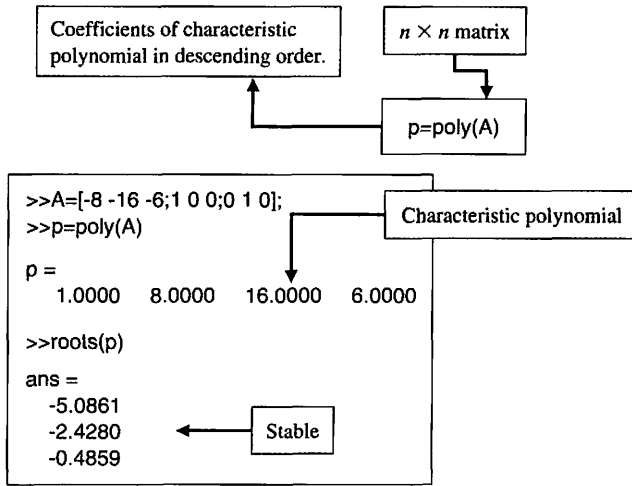 Coefficients of characteristic
polynomial in descending order.
n × n matrix
p=poly(A)
>>A=[-8 -16 -6;1 0 0;0 1 0];
>>p=poly(A)
Characteristic polynomial
p =
1.0000 8.0000 16.0000 6.0000
>>roots(p)
ans =
-5.0861
-2.4280
Stable
-0.4859